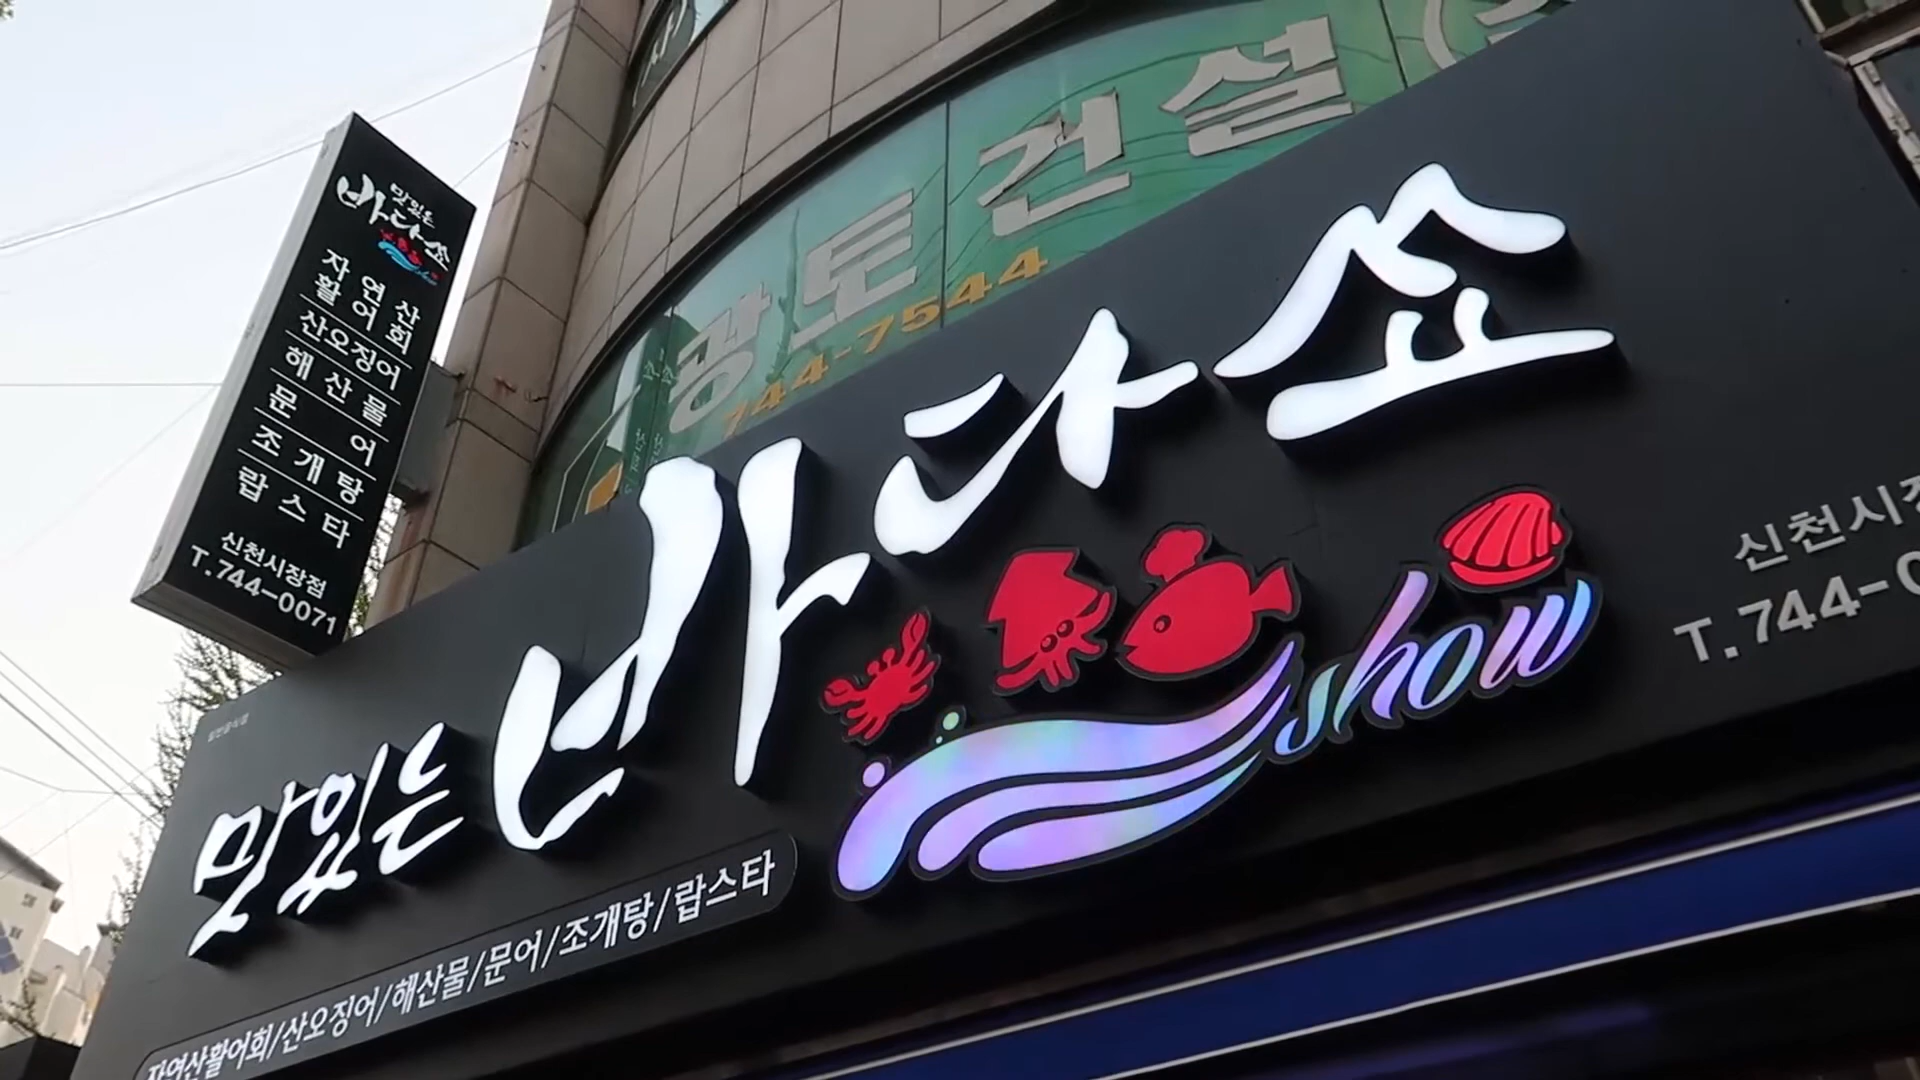 맛있는
바다쑈
자연산
활어회
산오징어
해산물
문어
조개탕
랍스타
신천시장점
T.744-0071
광토건설
744-7544
맛있는 바다쑈
show
자연산활어회/산오징어/해산물/문어/조개탕/랍스타
신천시
T.744-0